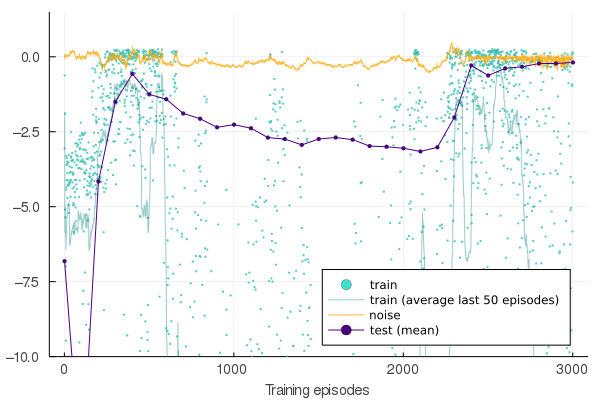 0.0
−2.5
−5.0
−7.5
−10.0
0
1000
2000
3000
Training episodes
train
train (average last 50 episodes)
noise
test (mean)